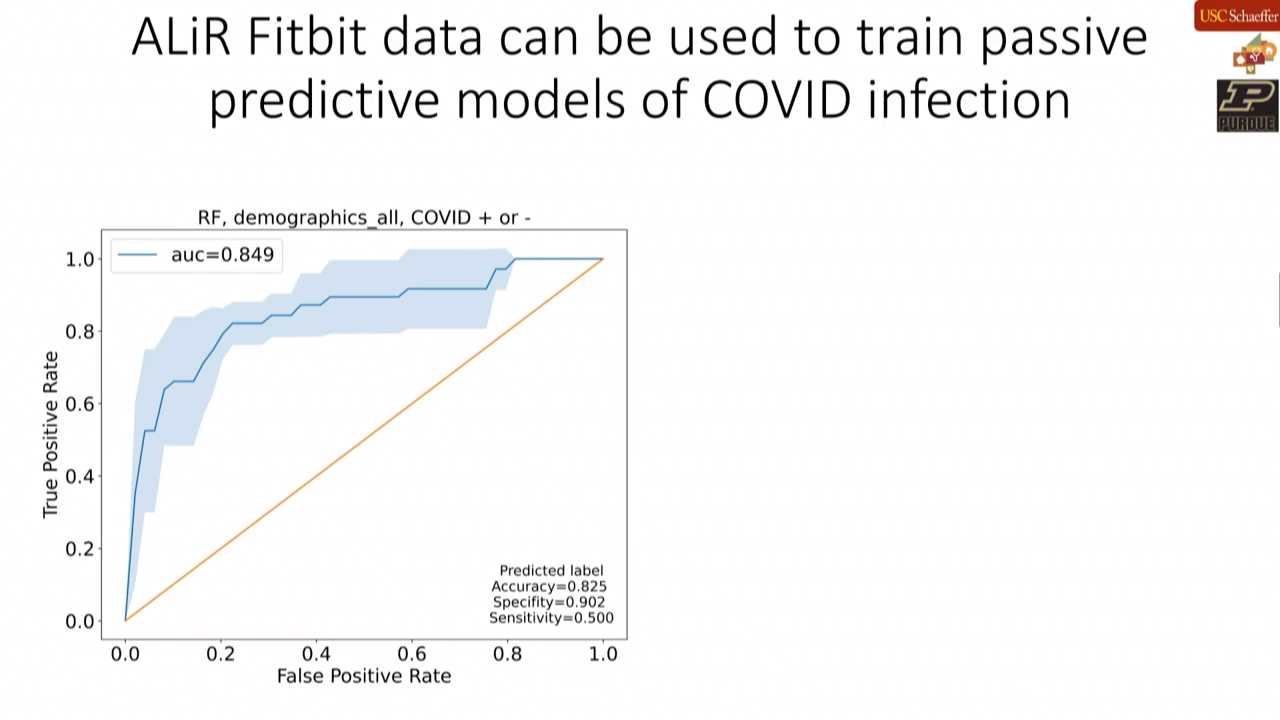 ALiR Fitbit data can be used to train passive
predictive models of COVID infection
USC Schaeffer
P
PURDUE
RF, demographics_all, COVID + or -
auc=0.849
True Positive Rate
1.0
0.8
0.6
0.4
0.2
0.0
Predicted label
Accuracy=0.825
Specifity=0.902
Sensitivity=0.500
0.0 0.2 0.4 0.6 0.8 1.0
False Positive Rate